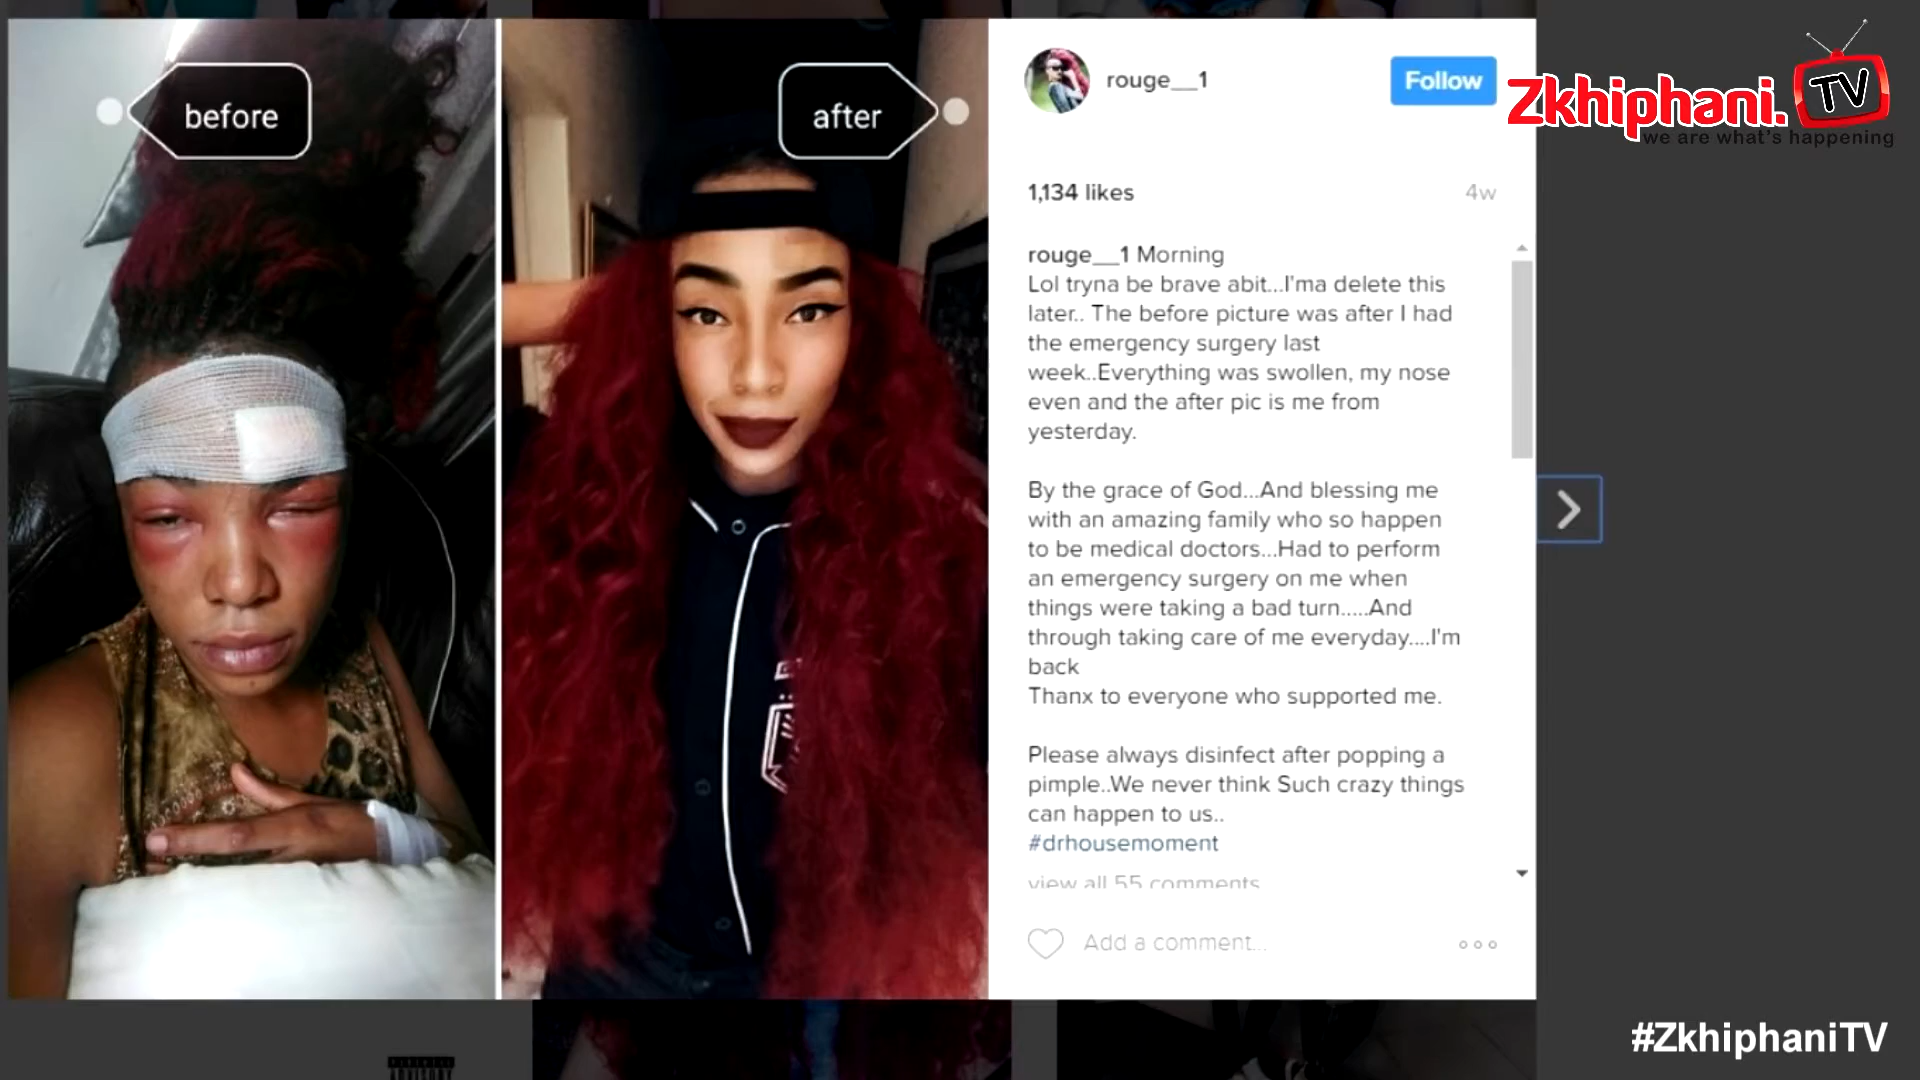 before
after
rouge__1
Follow
Zkhiphani.
TV
we are what's happening
1,134 likes
4w
rouge__1 Morning
Lol tryna be brave abit...I'ma delete this
later.. The before picture was after I had
the emergency surgery last
week..Everything was swollen, my nose
even and the after pic is me from
yesterday.
By the grace of God...And blessing me
with an amazing family who so happen
to be medical doctors...Had to perform
an emergency surgery on me when
things were taking a bad turn.....And
through taking care of me everyday....I'm
back
Thanx to everyone who supported me.
Please always disinfect after popping a
pimple..We never think Such crazy things
can happen to us..
#drhousemoment
view all 55 comments
Add a comment...
#ZkhiphaniTV